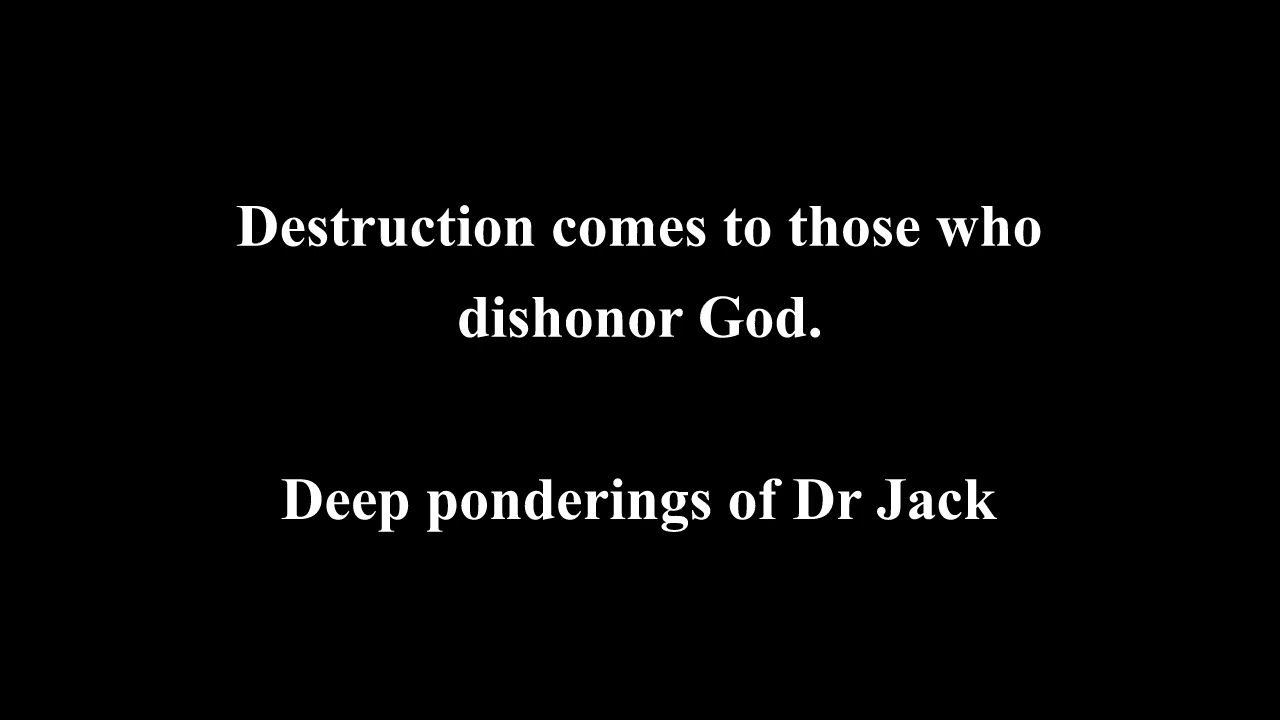 Destruction comes to those who
dishonor God.
Deep ponderings of Dr Jack